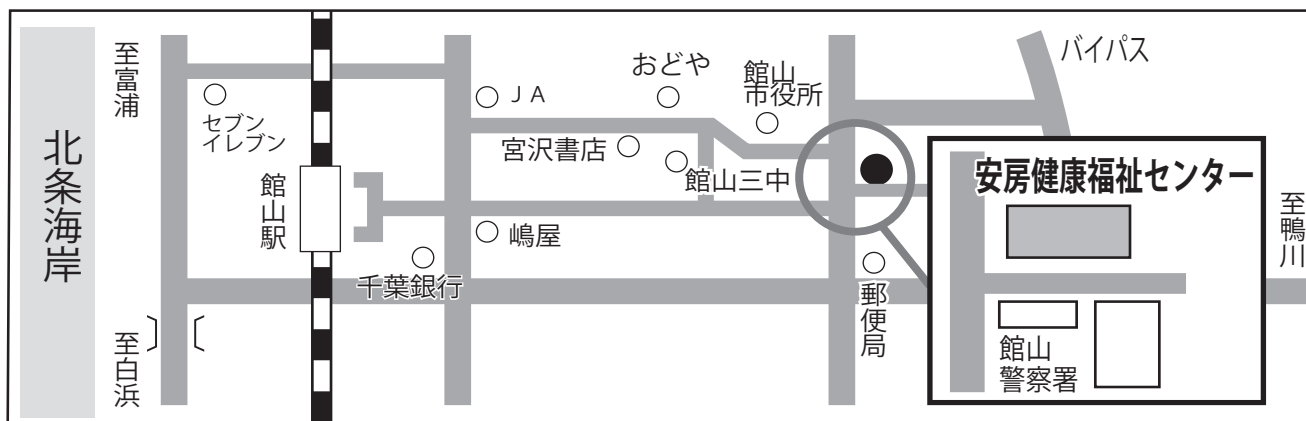 北条海岸
至富浦
至白浜
セブン
イレブン
館山駅
JA
おどや
館山
市役所
バイパス
宮沢書店
館山三中
嶋屋
千葉銀行
郵便局
安房健康福祉センター
館山
警察署
至鴨川